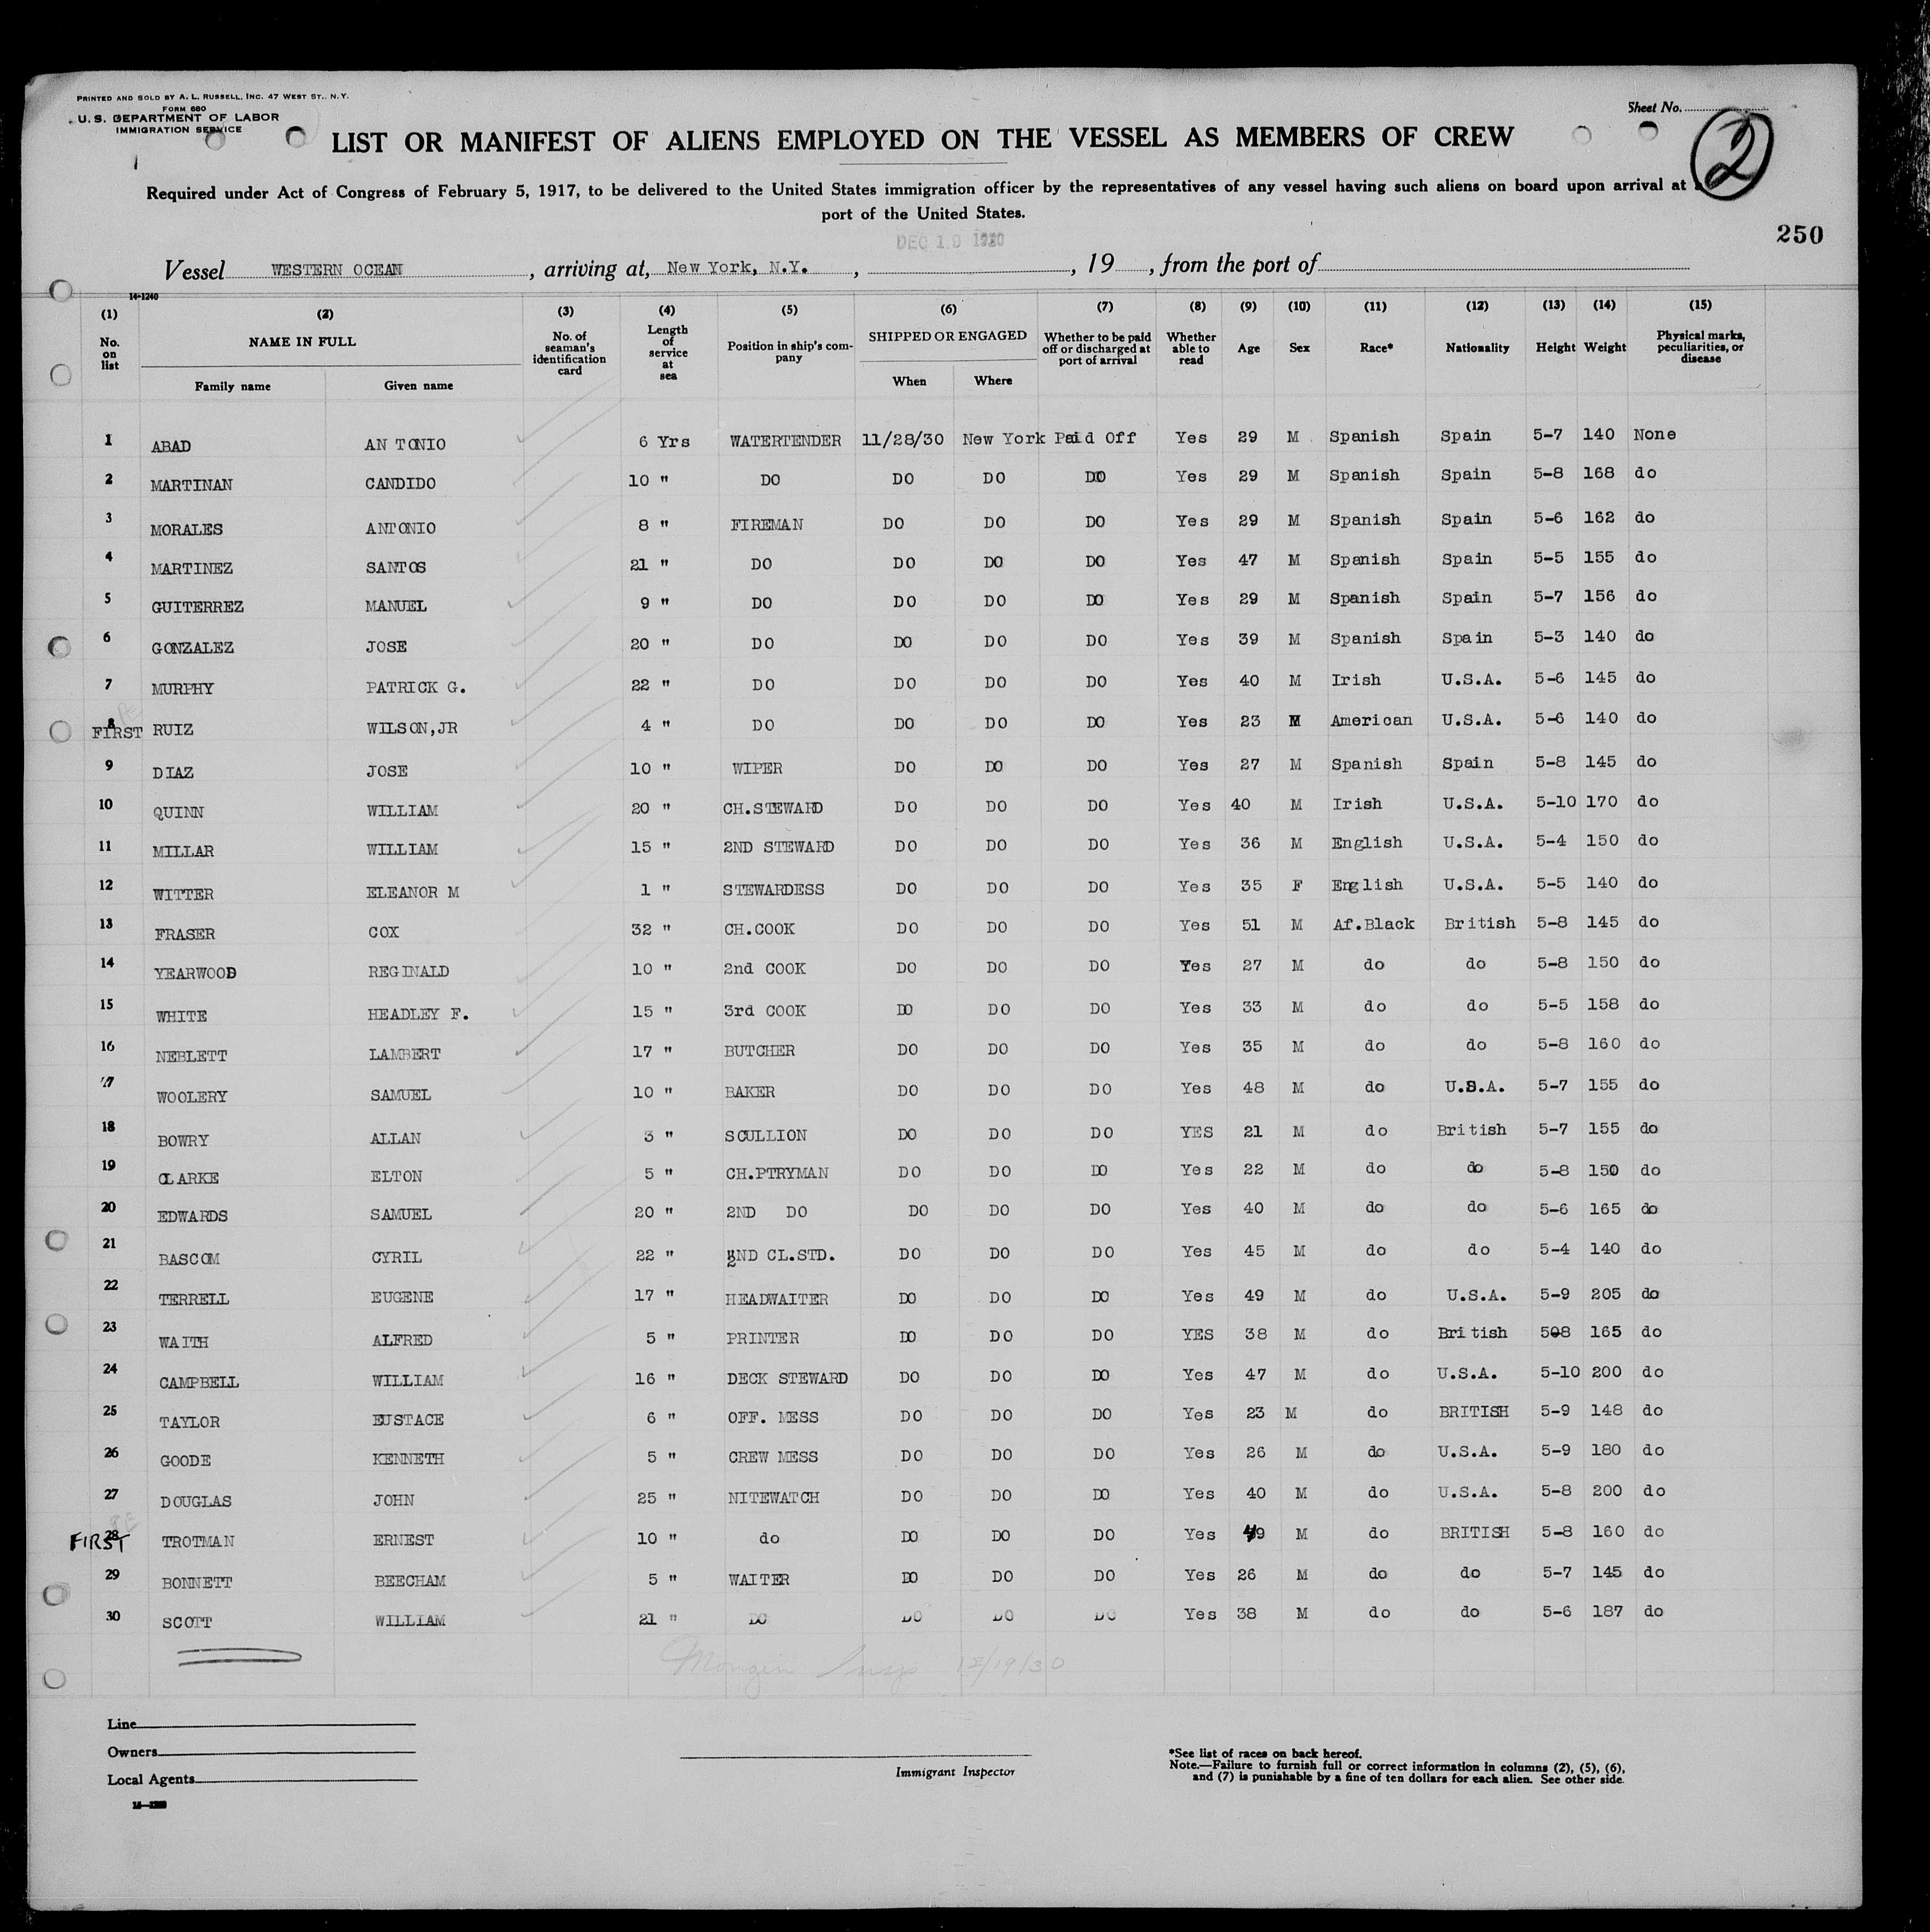 PRINTED AND SOLD BY A. L. RUSSELL, INC. 47 WEST ST., N.Y.
FORM 680
U. S. DEPARTMENT OF LABOR
IMMIGRATION SERVICE
Sheet No.
2
LIST OR MANIFEST OF ALIENS EMPLOYED ON THE VESSEL AS MEMBERS OF CREW
Required under Act of Congress of February 5, 1917, to be delivered to the United States immigration officer by the representatives of any vessel having such aliens on board upon arrival at
port of the United States.
250
DEC 19 1930
Vessel WESTERN OCEAN , arriving at, New York, N.Y. , , 19 , from the port of
14-1240
(1) (2) (3) (4) (5) (6) (7) (8) (9) (10) (11) (12) (13) (14) (15)
No. on list NAME IN FULL Family name Given name No. of seaman's identification card Length of service at sea Position in ship's company SHIPPED OR ENGAGED When Where Whether to be paid off or discharged at port of arrival Whether able to read Age Sex Race* Nationality Height Weight Physical marks, peculiarities, or disease
1 ABAD AN TONIO 6 Yrs WATERTENDER 11/28/30 New York Paid Off Yes 29 M Spanish Spain 5-7 140 None
2 MARTINAN CANDIDO 10 " DO DO DO DO Yes 29 M Spanish Spain 5-8 168 do
3 MORALES ANTONIO 8 " FIREMAN DO DO DO Yes 29 M Spanish Spain 5-6 162 do
4 MARTINEZ SANTOS 21 " DO DO DO DO Yes 47 M Spanish Spain 5-5 155 do
5 GUITERREZ MANUEL 9 " DO DO DO DO Yes 29 M Spanish Spain 5-7 156 do
6 GONZALEZ JOSE 20 " DO DO DO DO Yes 39 M Spanish Spain 5-3 140 do
7 MURPHY PATRICK G. 22 " DO DO DO DO Yes 40 M Irish U.S.A. 5-6 145 do
8 FIRST RUIZ WILSON,JR 4 " DO DO DO DO Yes 23 M American U.S.A. 5-6 140 do
9 DIAZ JOSE 10 " WIPER DO DO DO Yes 27 M Spanish Spain 5-8 145 do
10 QUINN WILLIAM 20 " CH.STEWARD DO DO DO Yes 40 M Irish U.S.A. 5-10 170 do
11 MILLAR WILLIAM 15 " 2ND STEWARD DO DO DO Yes 36 M English U.S.A. 5-4 150 do
12 WITTER ELEANOR M 1 " STEWARDESS DO DO DO Yes 35 F English U.S.A. 5-5 140 do
13 FRASER COX 32 " CH.COOK DO DO DO Yes 51 M Af.Black British 5-8 145 do
14 YEARWOOD REGINALD 10 " 2nd COOK DO DO DO Yes 27 M do do 5-8 150 do
15 WHITE HEADLEY F. 15 " 3rd COOK DO DO DO Yes 33 M do do 5-5 158 do
16 NEBLETT LAMBERT 17 " BUTCHER DO DO DO Yes 35 M do do 5-8 160 do
17 WOOLERY SAMUEL 10 " BAKER DO DO DO Yes 48 M do U.S.A. 5-7 155 do
18 BOWRY ALLAN 3 " SCULLION DO DO DO YES 21 M do British 5-7 155 do
19 CLARKE ELTON 5 " CH.PTRYMAN DO DO DO Yes 22 M do do 5-8 150 do
20 EDWARDS SAMUEL 20 " 2ND DO DO DO DO Yes 40 M do do 5-6 165 do
21 BASCOM CYRIL 22 " 2ND CL.STD. DO DO DO Yes 45 M do do 5-4 140 do
22 TERRELL EUGENE 17 " HEADWAITER DO DO DO Yes 49 M do U.S.A. 5-9 205 do
23 WAITH ALFRED 5 " PRINTER DO DO DO YES 38 M do British 508 165 do
24 CAMPBELL WILLIAM 16 " DECK STEWARD DO DO DO Yes 47 M do U.S.A. 5-10 200 do
25 TAYLOR EUSTACE 6 " OFF. MESS DO DO DO Yes 23 M do BRITISH 5-9 148 do
26 GOODE KENNETH 5 " CREW MESS DO DO DO Yes 26 M do U.S.A. 5-9 180 do
27 DOUGLAS JOHN 25 " NITEWATCH DO DO DO Yes 40 M do U.S.A. 5-8 200 do
28 FIRST TROTMAN ERNEST 10 " do DO DO DO Yes 49 M do BRITISH 5-8 160 do
29 BONNETT BEECHAM 5 " WAITER DO DO DO Yes 26 M do do 5-7 145 do
30 SCOTT WILLIAM 21 " DO DO DO DO Yes 38 M do do 5-6 187 do
Insp 12/19/30
Line
Owners
Local Agents
Immigrant Inspector
*See list of races on back hereof.
Note.—Failure to furnish full or correct information in columns (2), (5), (6),
and (7) is punishable by a fine of ten dollars for each alien. See other side.